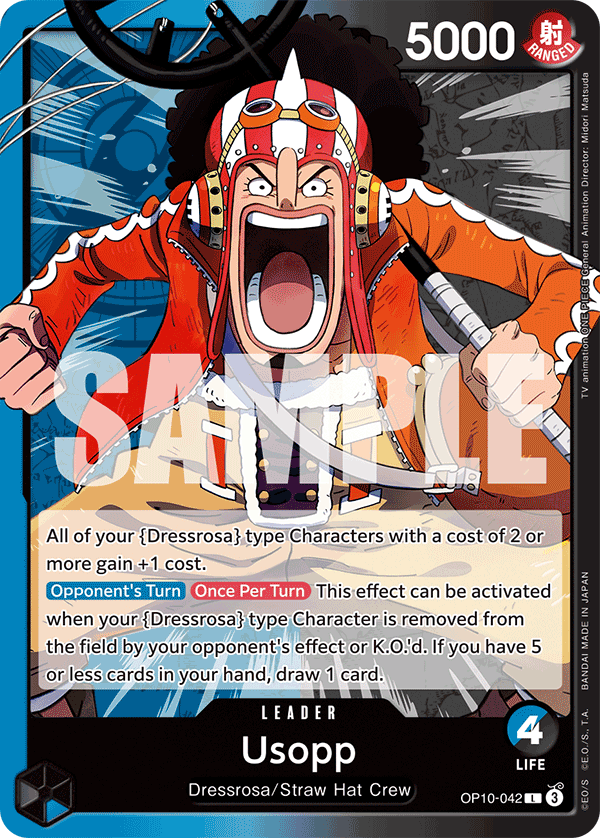 5000
射
RANGED
TV animation ONE PIECE General Animation Director: Midori Matsuda
SAMPLE
All of your {Dressrosa} type Characters with a cost of 2 or
more gain +1 cost.
Opponent's Turn Once Per Turn This effect can be activated
when your {Dressrosa} type Character is removed from
the field by your opponent's effect or K.O.'d. If you have 5
or less cards in your hand, draw 1 card.
BANDAI MADE IN JAPAN
©EO/S ©E.O./S., T.A.
LEADER
Usopp
Dressrosa/Straw Hat Crew
4
LIFE
OP10-042 L 3